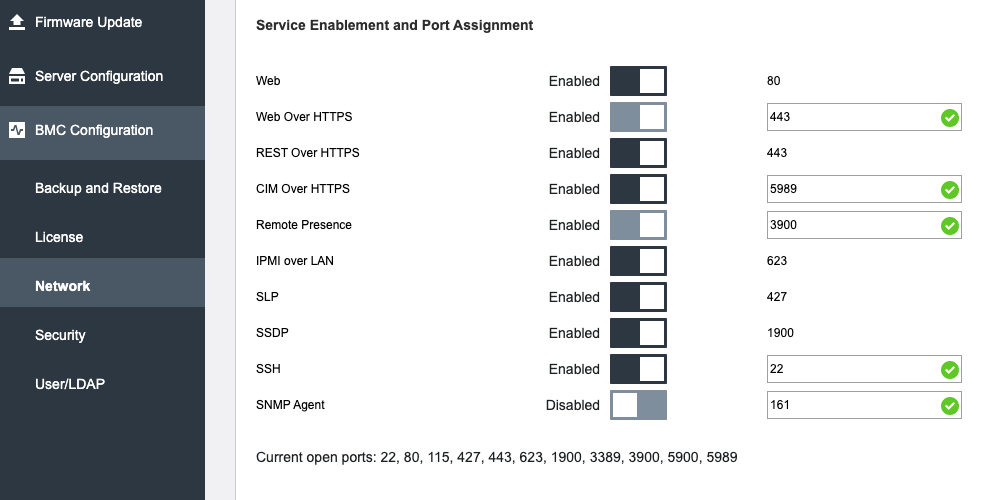 Firmware Update
Server Configuration
BMC Configuration
Backup and Restore
License
Network
Security
User/LDAP
Service Enablement and Port Assignment
Web Enabled 80
Web Over HTTPS Enabled 443
REST Over HTTPS Enabled 443
CIM Over HTTPS Enabled 5989
Remote Presence Enabled 3900
IPMI over LAN Enabled 623
SLP Enabled 427
SSDP Enabled 1900
SSH Enabled 22
SNMP Agent Disabled 161
Current open ports: 22, 80, 115, 427, 443, 623, 1900, 3389, 3900, 5900, 5989